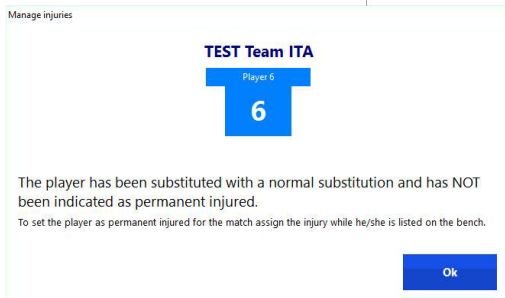 Manage injuries
TEST Team ITA
Player 6
6
The player has been substituted with a normal substitution and has NOT
been indicated as permanent injured.
To set the player as permanent injured for the match assign the injury while he/she is listed on the bench.
Ok